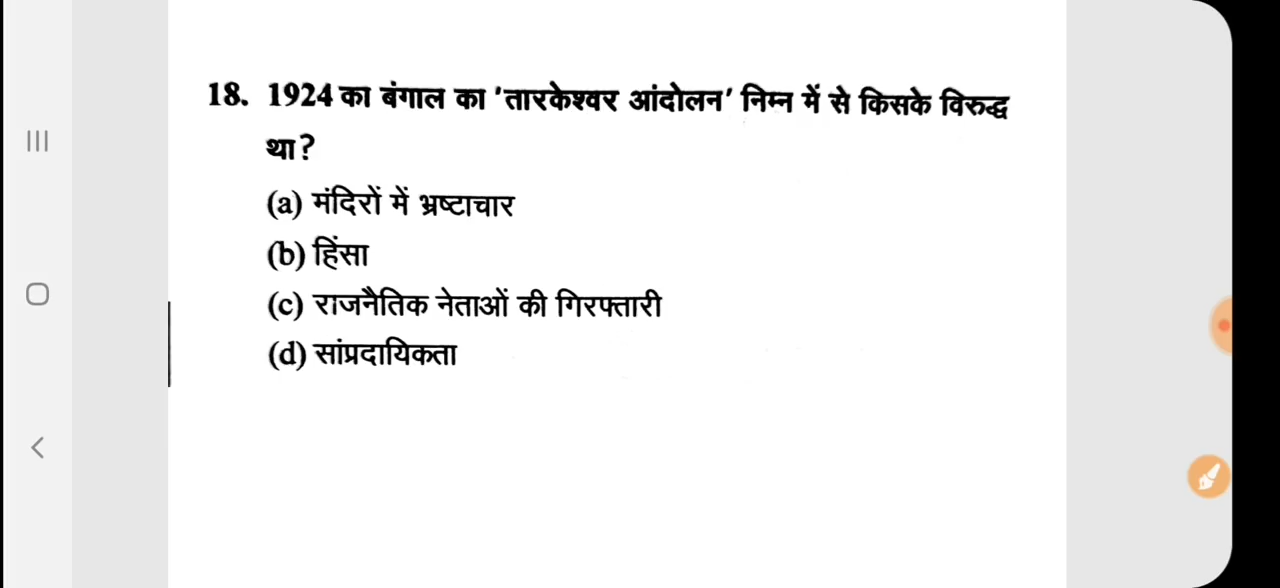 18. 1924 का बंगाल का 'तारकेश्वर आंदोलन' निम्न में से किसके विरुद्ध
था?
(a) मंदिरों में भ्रष्टाचार
(b) हिंसा
(c) राजनैतिक नेताओं की गिरफ्तारी
(d) सांप्रदायिकता